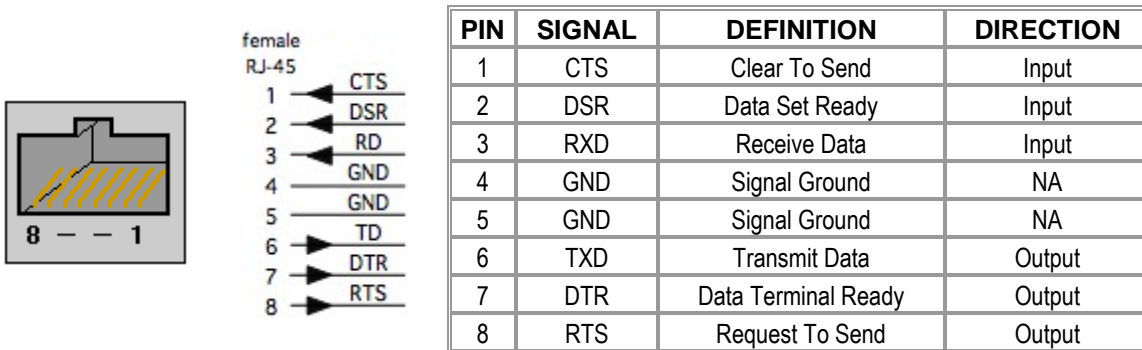 8 – – 1
female
RJ-45
1 CTS
2 DSR
3 RD
4 GND
5 GND
6 TD
7 DTR
8 RTS
PIN SIGNAL DEFINITION DIRECTION
1 CTS Clear To Send Input
2 DSR Data Set Ready Input
3 RXD Receive Data Input
4 GND Signal Ground NA
5 GND Signal Ground NA
6 TXD Transmit Data Output
7 DTR Data Terminal Ready Output
8 RTS Request To Send Output